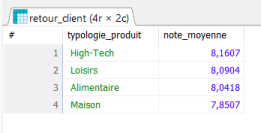 retour_client (4r × 2c)
# typologie_produit note_moyenne
1 High-Tech 8,1607
2 Loisirs 8,0904
3 Alimentaire 8,0418
4 Maison 7,8507